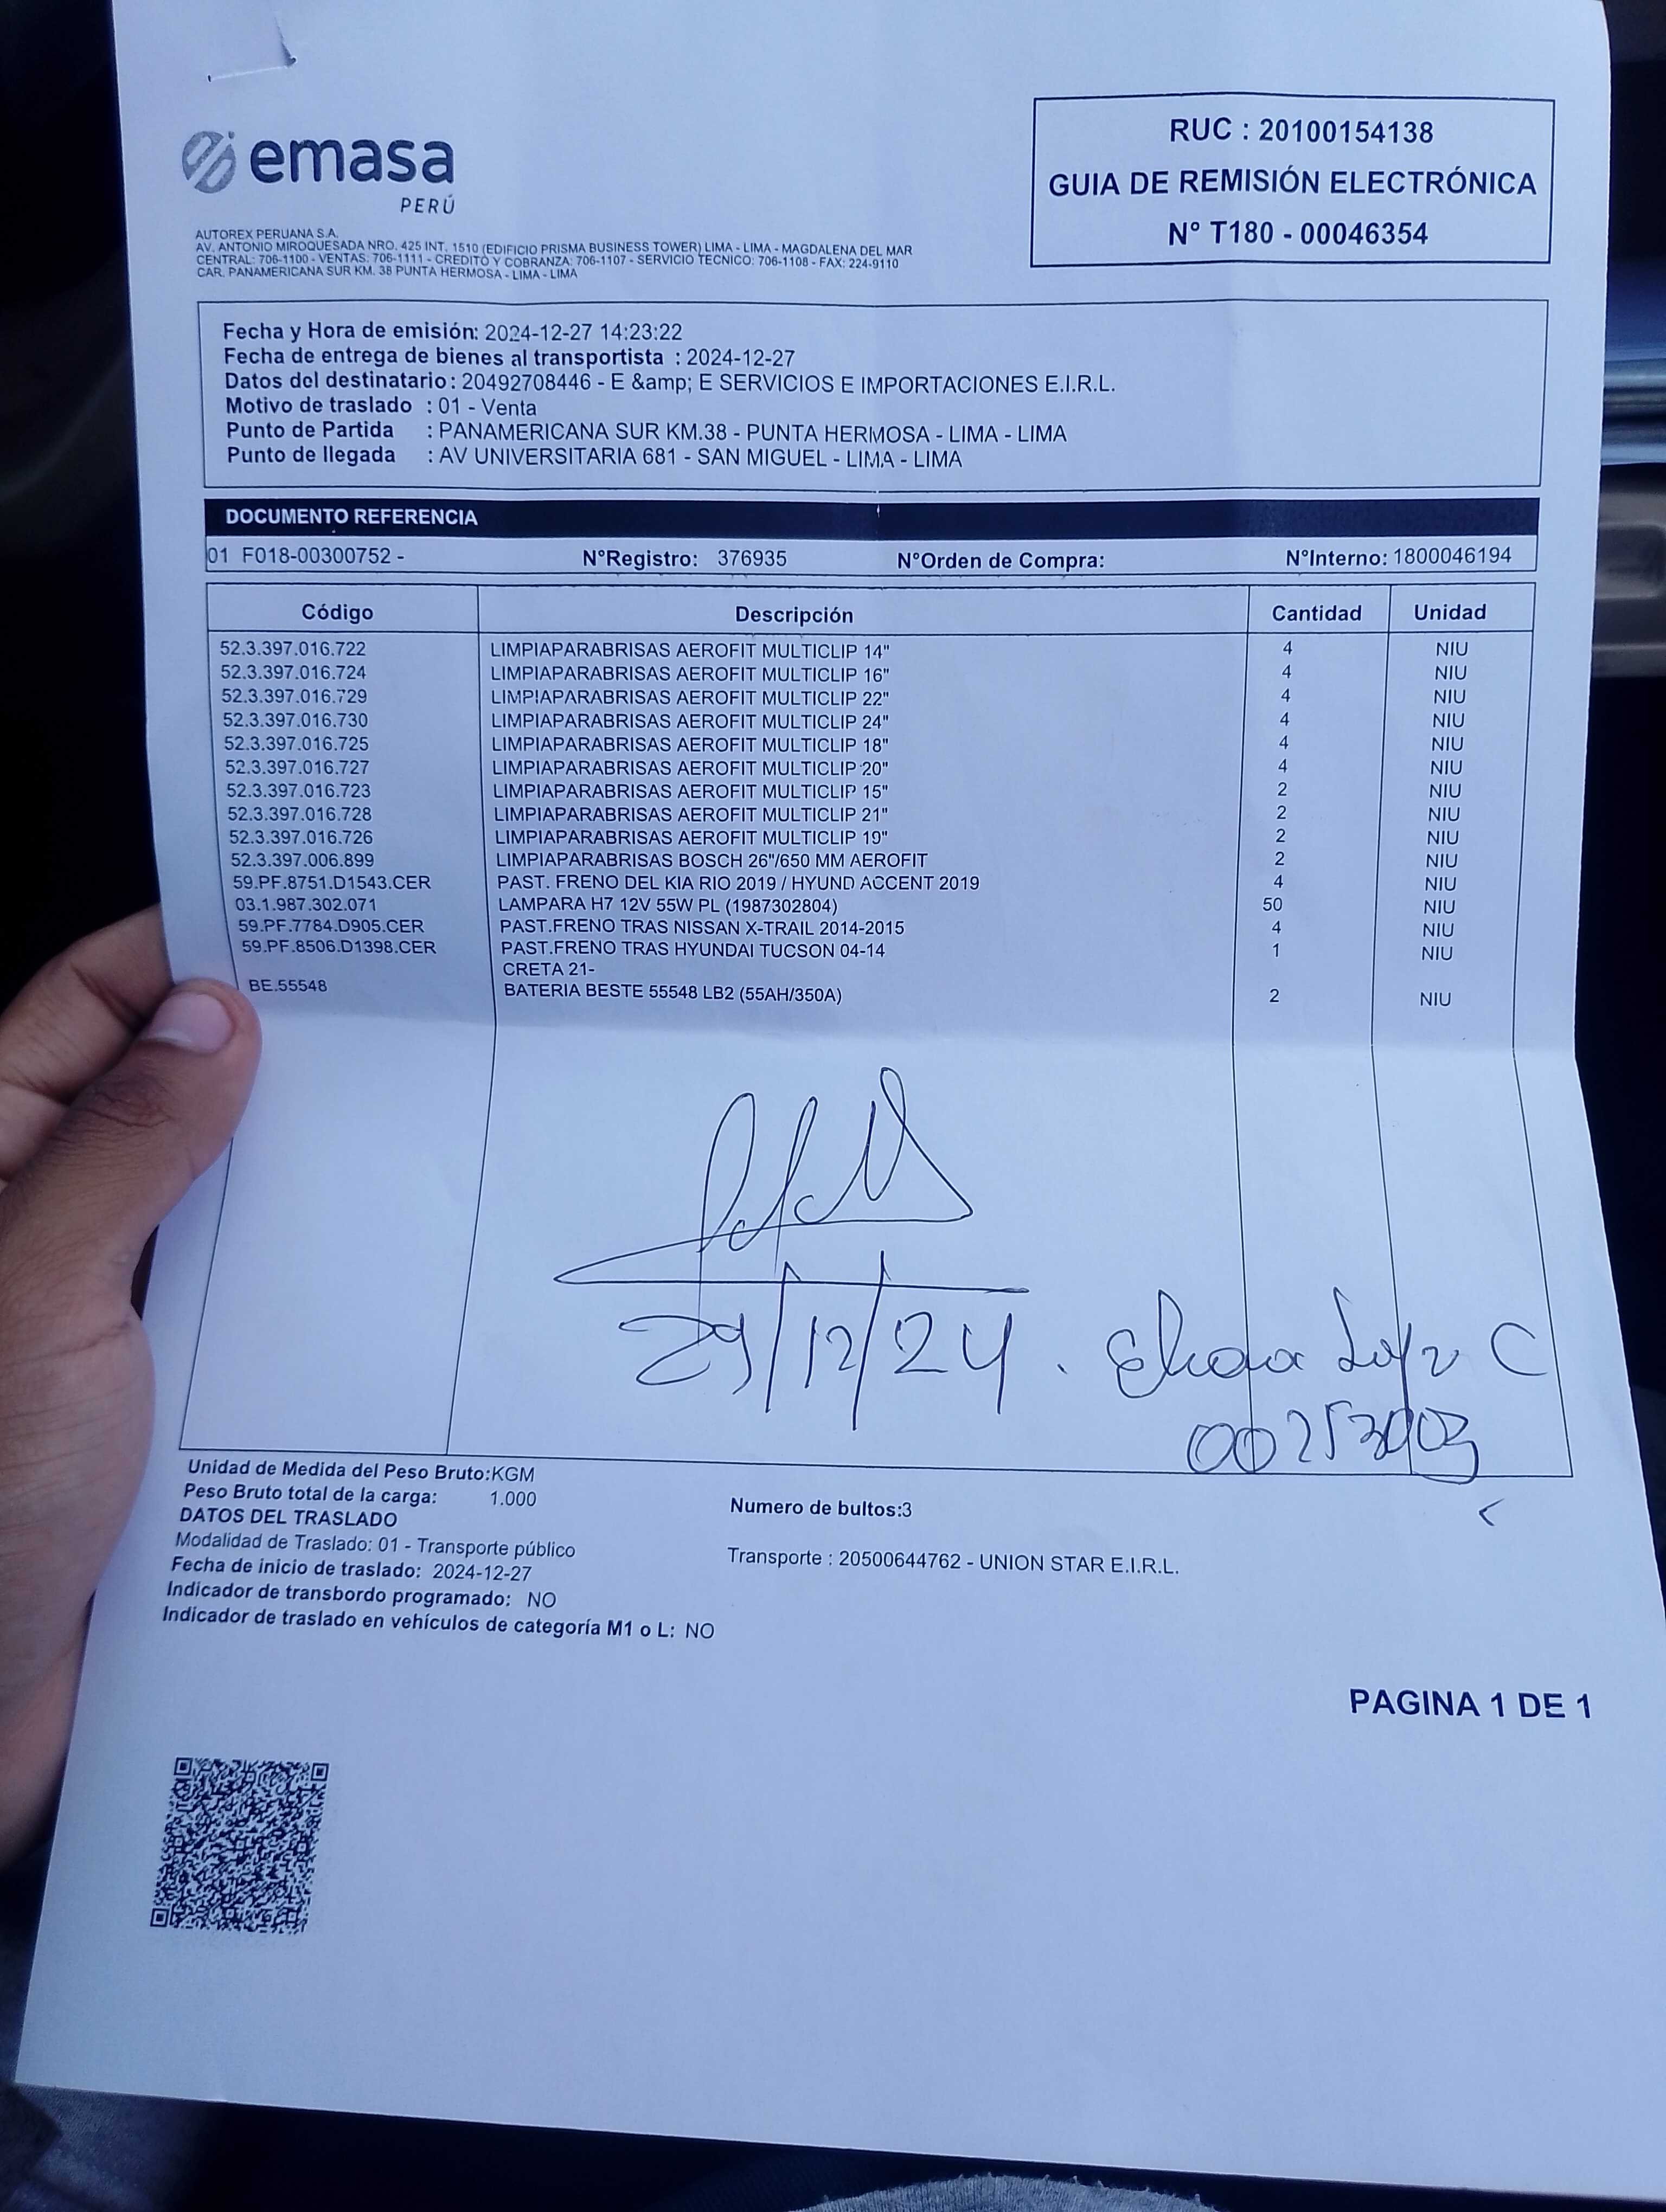 emasa
PERÚ
RUC : 20100154138
GUIA DE REMISIÓN ELECTRÓNICA
N° T180 - 00046354
AUTOREX PERUANA S.A.
AV. ANTONIO MIROQUESADA NRO. 425 INT. 1510 (EDIFICIO PRISMA BUSINESS TOWER) LIMA - LIMA - MAGDALENA DEL MAR
CENTRAL: 706-1100 - VENTAS: 706-1111 - CREDITO Y COBRANZA: 706-1107 - SERVICIO TECNICO: 706-1108 - FAX: 224-9110
CAR. PANAMERICANA SUR KM. 38 PUNTA HERMOSA - LIMA - LIMA
Fecha y Hora de emisión: 2024-12-27 14:23:22
Fecha de entrega de bienes al transportista : 2024-12-27
Datos del destinatario : 20492708446 - E &amp; E SERVICIOS E IMPORTACIONES E.I.R.L.
Motivo de traslado : 01 - Venta
Punto de Partida : PANAMERICANA SUR KM.38 - PUNTA HERMOSA - LIMA - LIMA
Punto de llegada : AV UNIVERSITARIA 681 - SAN MIGUEL - LIMA - LIMA
DOCUMENTO REFERENCIA
01 F018-00300752 - N°Registro: 376935 N°Orden de Compra: N°Interno: 1800046194
Código Descripción Cantidad Unidad
52.3.397.016.722 LIMPIAPARABRISAS AEROFIT MULTICLIP 14" 4 NIU
52.3.397.016.724 LIMPIAPARABRISAS AEROFIT MULTICLIP 16" 4 NIU
52.3.397.016.729 LIMPIAPARABRISAS AEROFIT MULTICLIP 22" 4 NIU
52.3.397.016.730 LIMPIAPARABRISAS AEROFIT MULTICLIP 24" 4 NIU
52.3.397.016.725 LIMPIAPARABRISAS AEROFIT MULTICLIP 18" 4 NIU
52.3.397.016.727 LIMPIAPARABRISAS AEROFIT MULTICLIP 20" 4 NIU
52.3.397.016.723 LIMPIAPARABRISAS AEROFIT MULTICLIP 15" 2 NIU
52.3.397.016.728 LIMPIAPARABRISAS AEROFIT MULTICLIP 21" 2 NIU
52.3.397.016.726 LIMPIAPARABRISAS AEROFIT MULTICLIP 19" 2 NIU
52.3.397.006.899 LIMPIAPARABRISAS BOSCH 26"/650 MM AEROFIT 2 NIU
59.PF.8751.D1543.CER PAST. FRENO DEL KIA RIO 2019 / HYUND ACCENT 2019 4 NIU
03.1.987.302.071 LAMPARA H7 12V 55W PL (1987302804) 50 NIU
59.PF.7784.D905.CER PAST.FRENO TRAS NISSAN X-TRAIL 2014-2015 4 NIU
59.PF.8506.D1398.CER PAST.FRENO TRAS HYUNDAI TUCSON 04-14 1 NIU
CRETA 21-
BE.55548 BATERIA BESTE 55548 LB2 (55AH/350A) 2 NIU
29/12/24 .
C
Unidad de Medida del Peso Bruto:KGM
Peso Bruto total de la carga: 1.000
Numero de bultos:3
DATOS DEL TRASLADO
Modalidad de Traslado: 01 - Transporte público
Transporte : 20500644762 - UNION STAR E.I.R.L.
Fecha de inicio de traslado: 2024-12-27
Indicador de transbordo programado: NO
Indicador de traslado en vehículos de categoría M1 o L: NO
PAGINA 1 DE 1